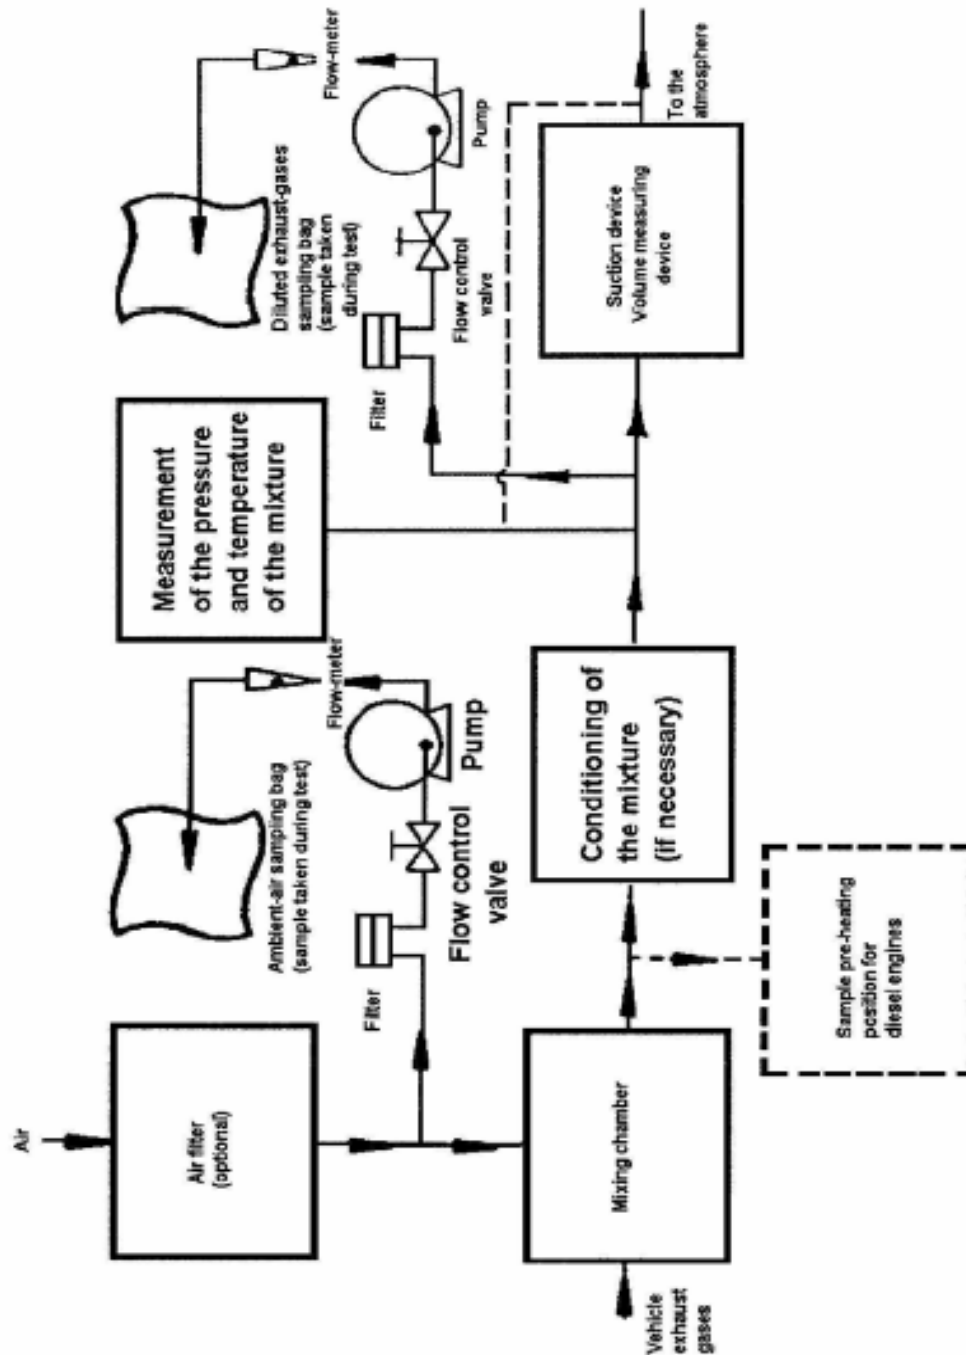 Air
Air filter
(optional)
Ambient-air sampling bag
(sample taken during test)
Flow-meter
Filter
Flow control
valve
Pump
Measurement
of the pressure
and temperature
of the mixture
Diluted exhaust-gases
sampling bag
(sample taken
during test)
Flow-meter
Filter
Flow control
valve
Pump
Vehicle
exhaust
gases
Mixing chamber
Conditioning of
the mixture
(if necessary)
Suction device
Volume measuring
device
To the
atmosphere
Sample pre-heating
position for
diesel engines